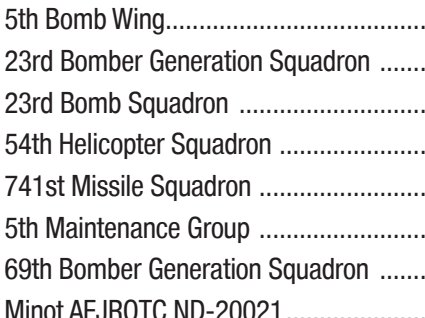 5th Bomb Wing....................................
23rd Bomber Generation Squadron .......
23rd Bomb Squadron ..........................
54th Helicopter Squadron ....................
741st Missile Squadron .......................
5th Maintenance Group ........................
69th Bomber Generation Squadron .......
Minot AFJROTC ND-20021...................